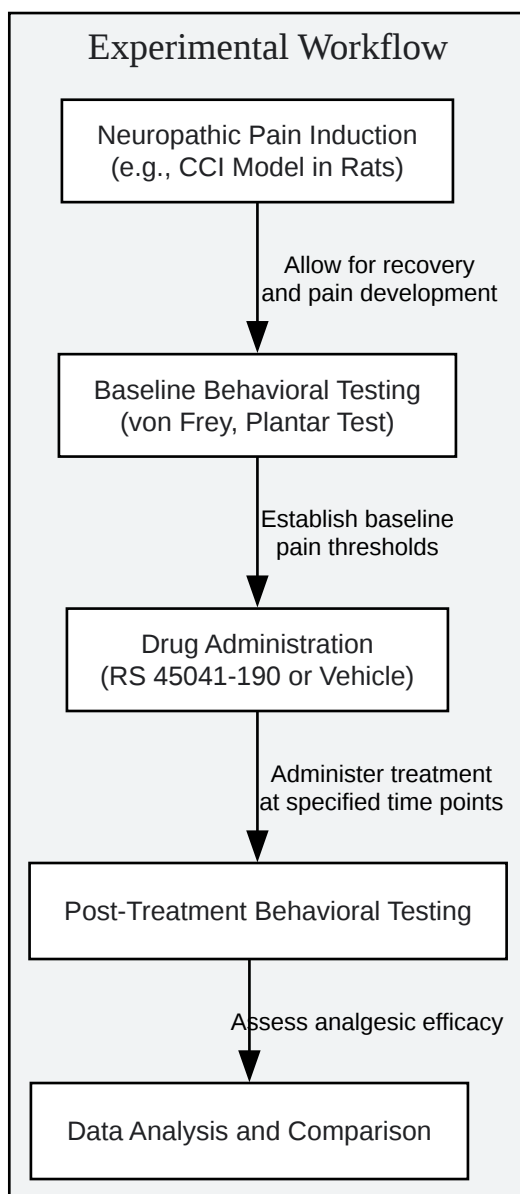 Experimental Workflow
Neuropathic Pain Induction
(e.g., CCI Model in Rats)
Allow for recovery
and pain development
Baseline Behavioral Testing
(von Frey, Plantar Test)
Establish baseline
pain thresholds
Drug Administration
(RS 45041-190 or Vehicle)
Administer treatment
at specified time points
Post-Treatment Behavioral Testing
Assess analgesic efficacy
Data Analysis and Comparison